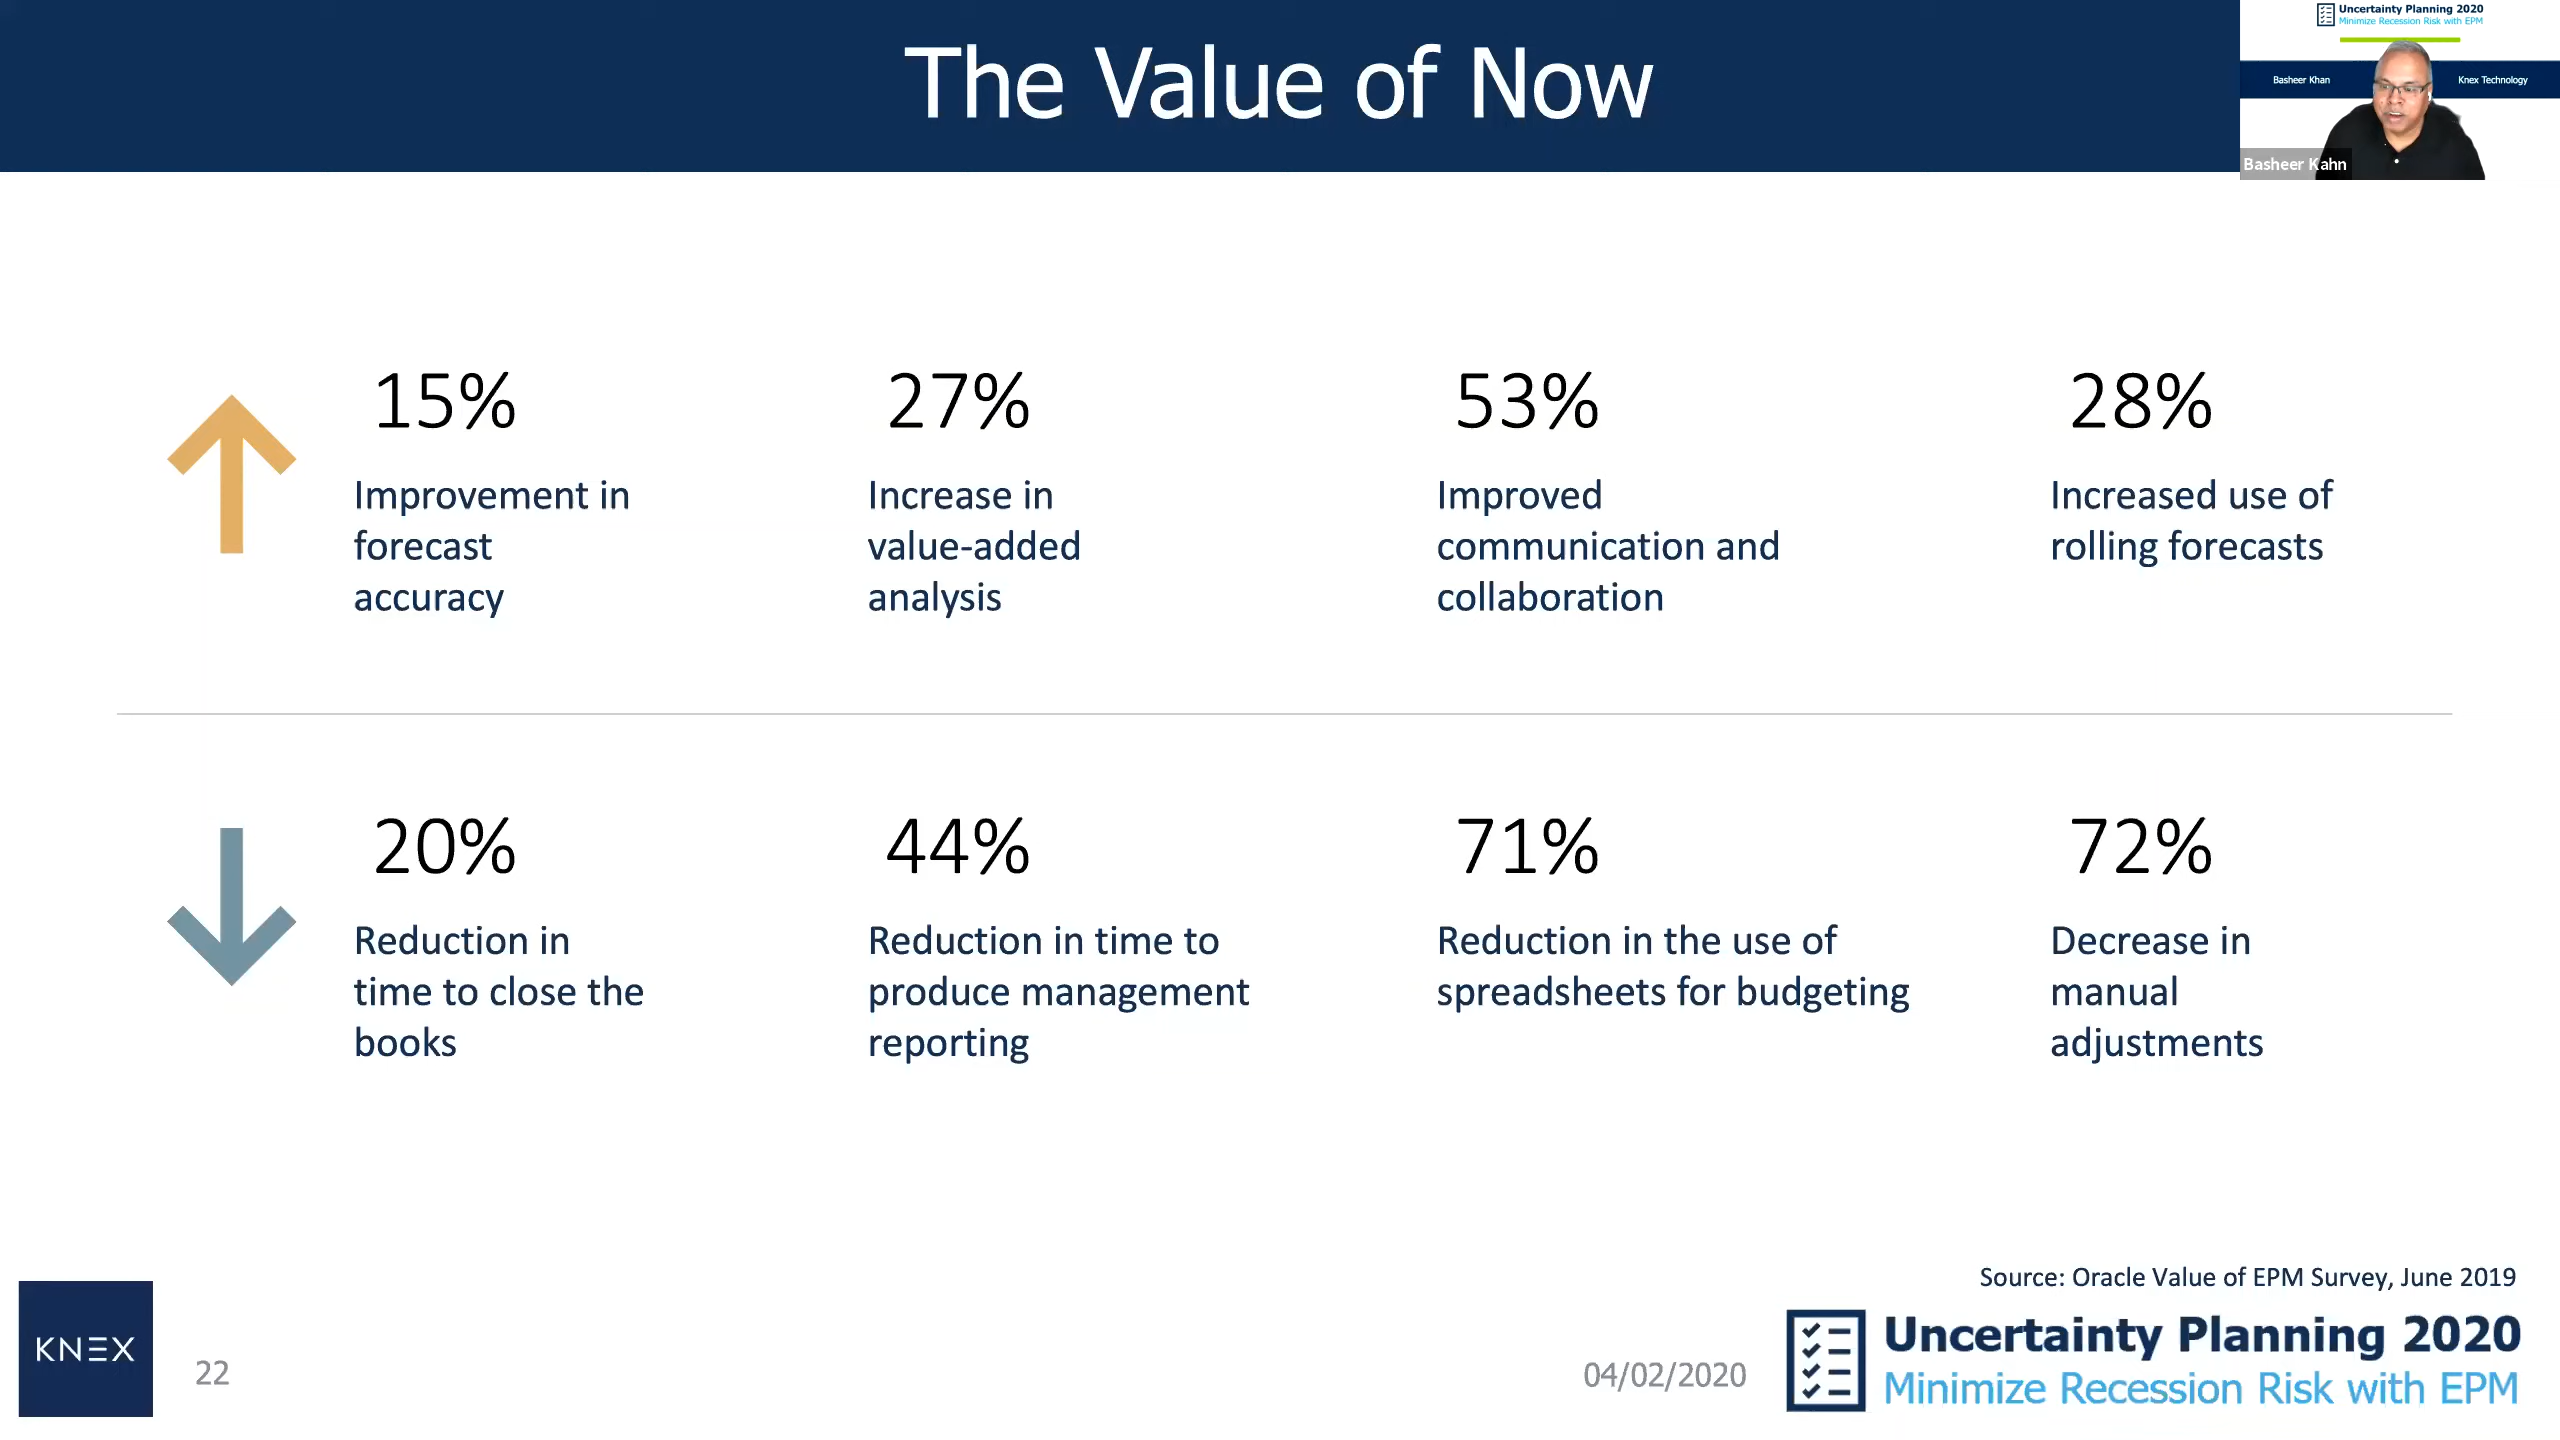 The Value of Now
Uncertainty Planning 2020
Minimize Recession Risk with EPM
Basheer Khan
Knex Technology
Basheer Kahn
15%
Improvement in
forecast
accuracy
27%
Increase in
value-added
analysis
53%
Improved
communication and
collaboration
28%
Increased use of
rolling forecasts
20%
Reduction in
time to close the
books
44%
Reduction in time to
produce management
reporting
71%
Reduction in the use of
spreadsheets for budgeting
72%
Decrease in
manual
adjustments
Source: Oracle Value of EPM Survey, June 2019
KNEX
22
04/02/2020
Uncertainty Planning 2020
Minimize Recession Risk with EPM